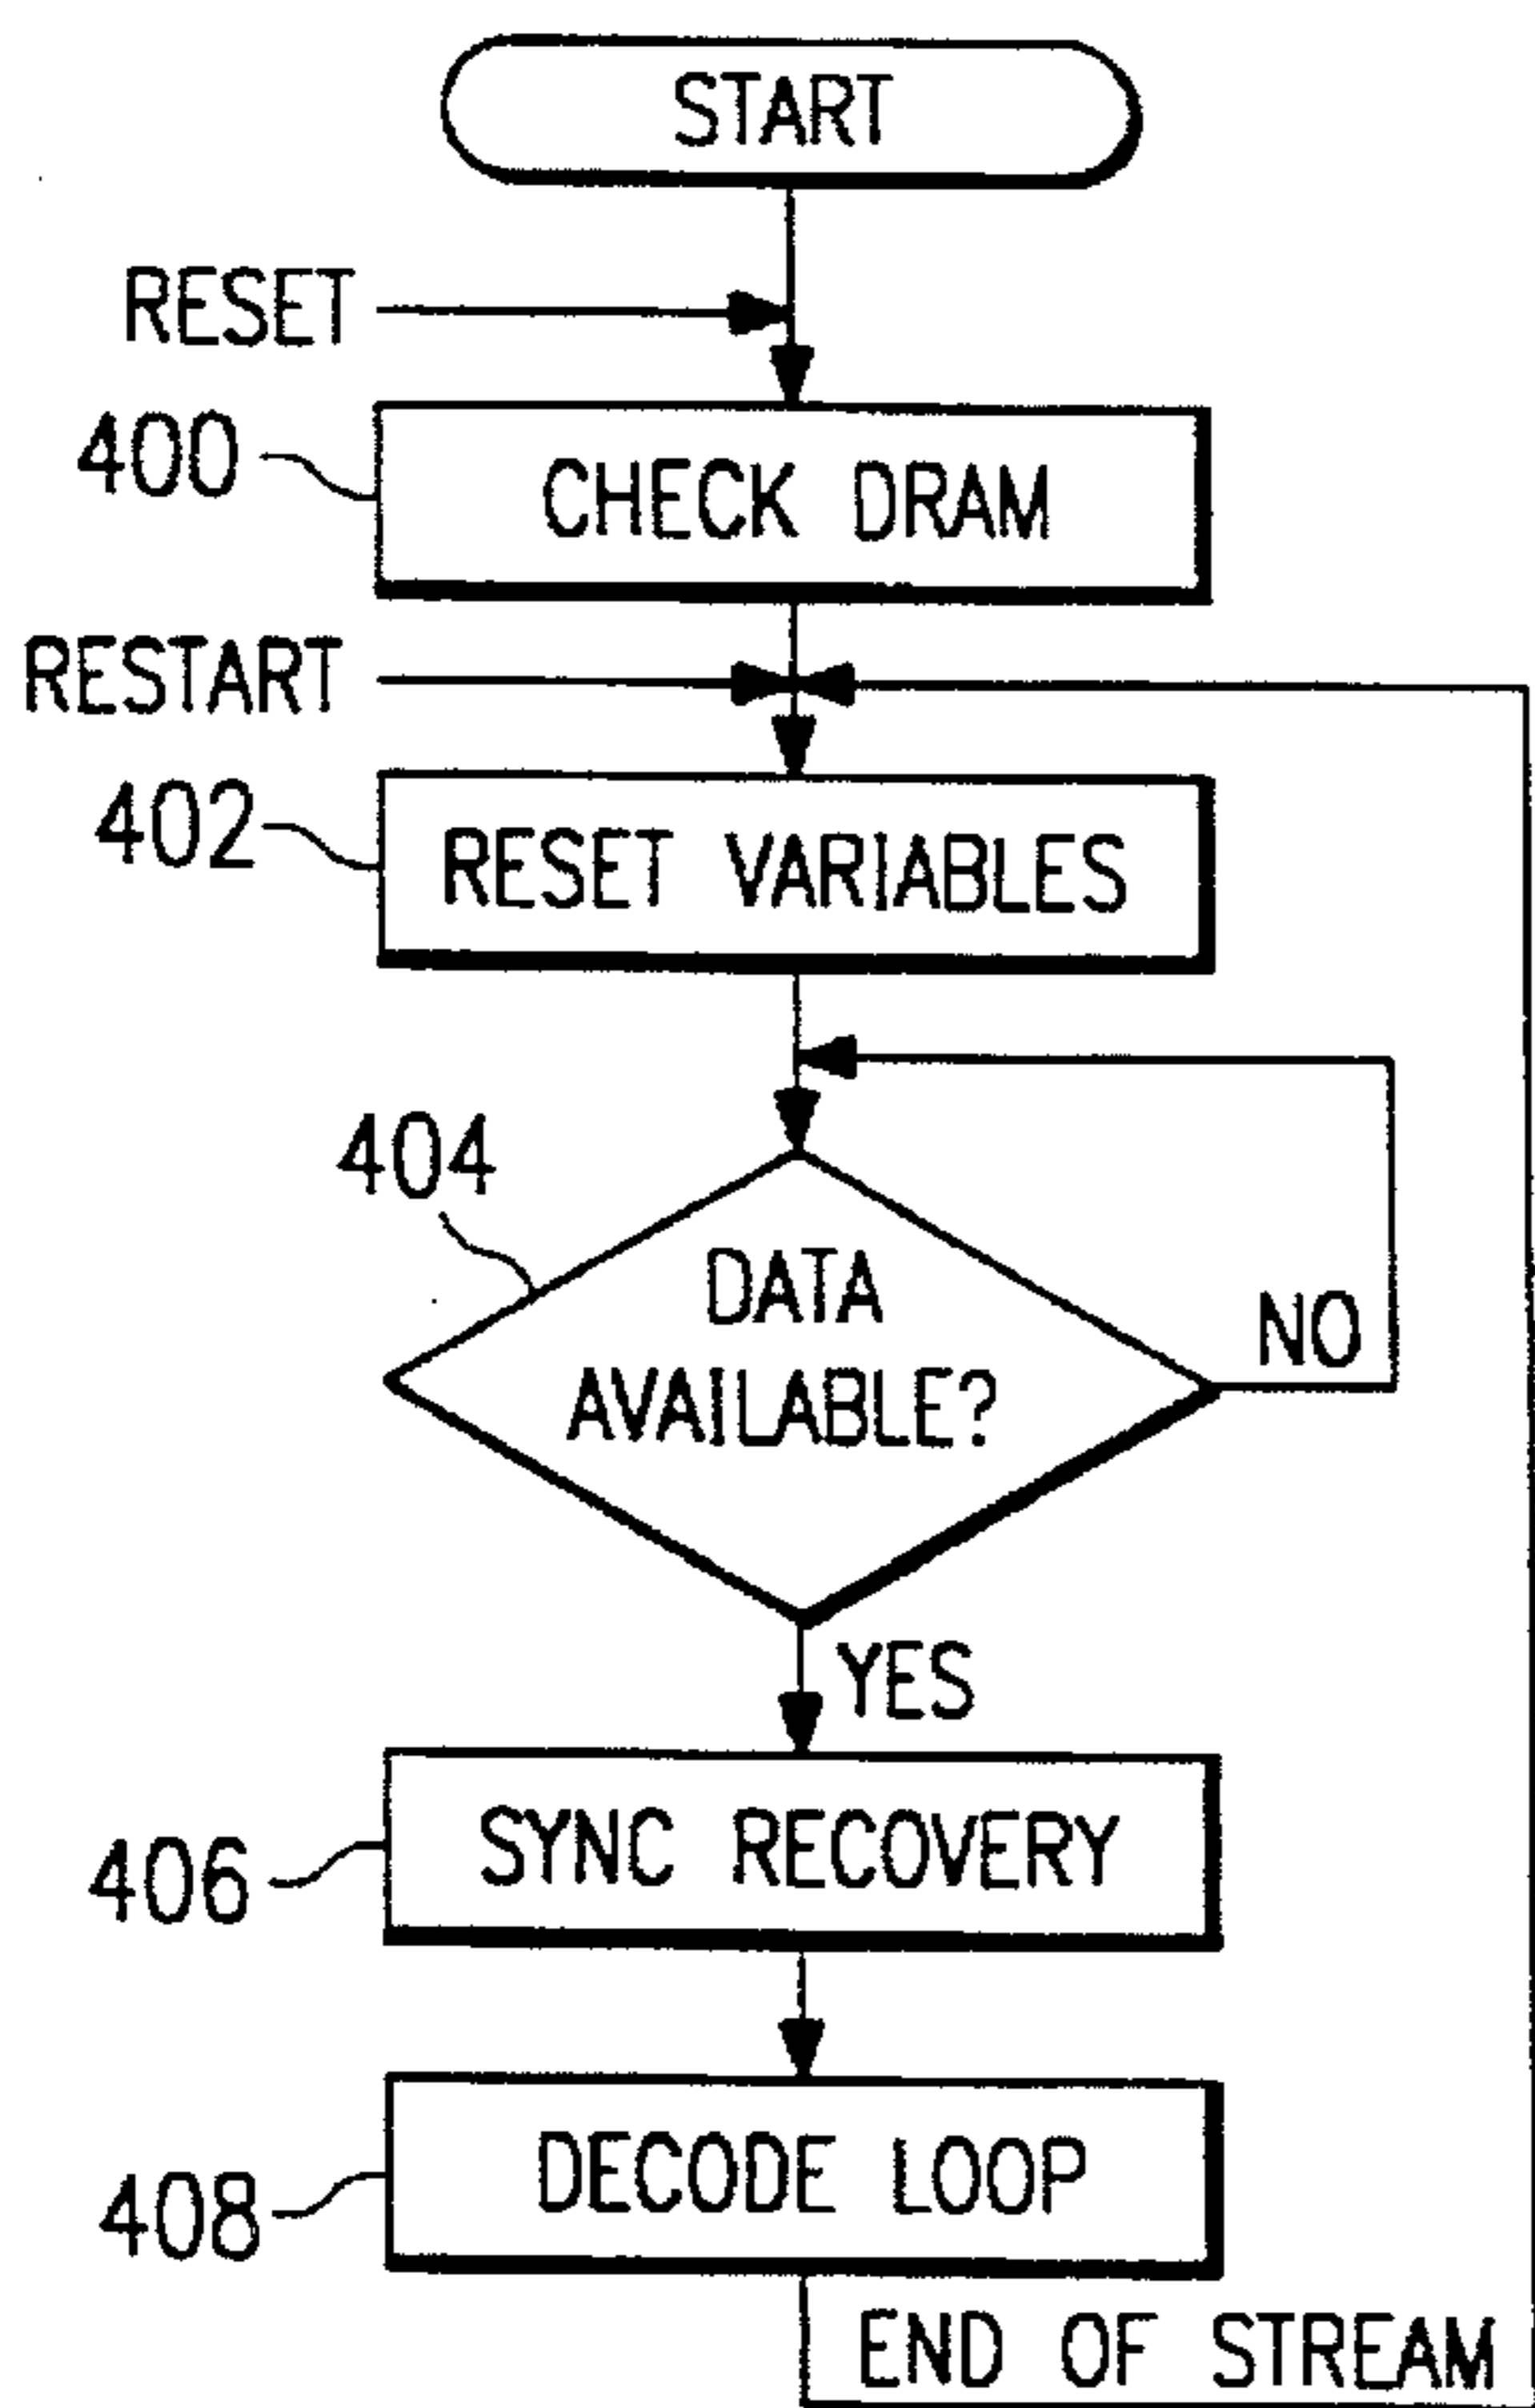 START
RESET
400
CHECK DRAM
RESTART
402
RESET VARIABLES
404
DATA
AVAILABLE?
NO
YES
406
SYNC RECOVERY
408
DECODE LOOP
END OF STREAM